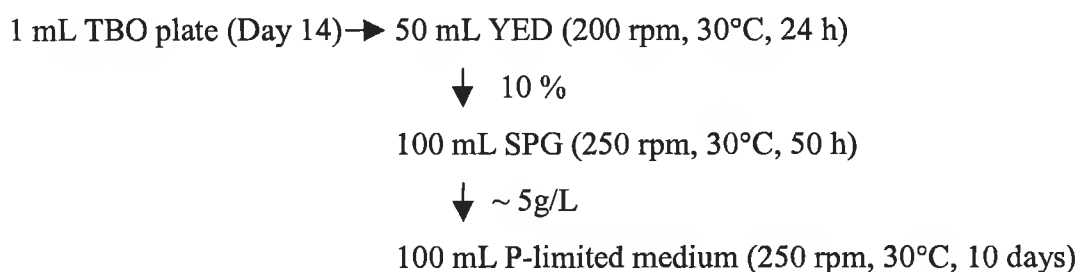 1 mL TBO plate (Day 14)→ 50 mL YED (200 rpm, 30°C, 24 h)
↓ 10 %
100 mL SPG (250 rpm, 30°C, 50 h)
↓ ~ 5g/L
100 mL P-limited medium (250 rpm, 30°C, 10 days)